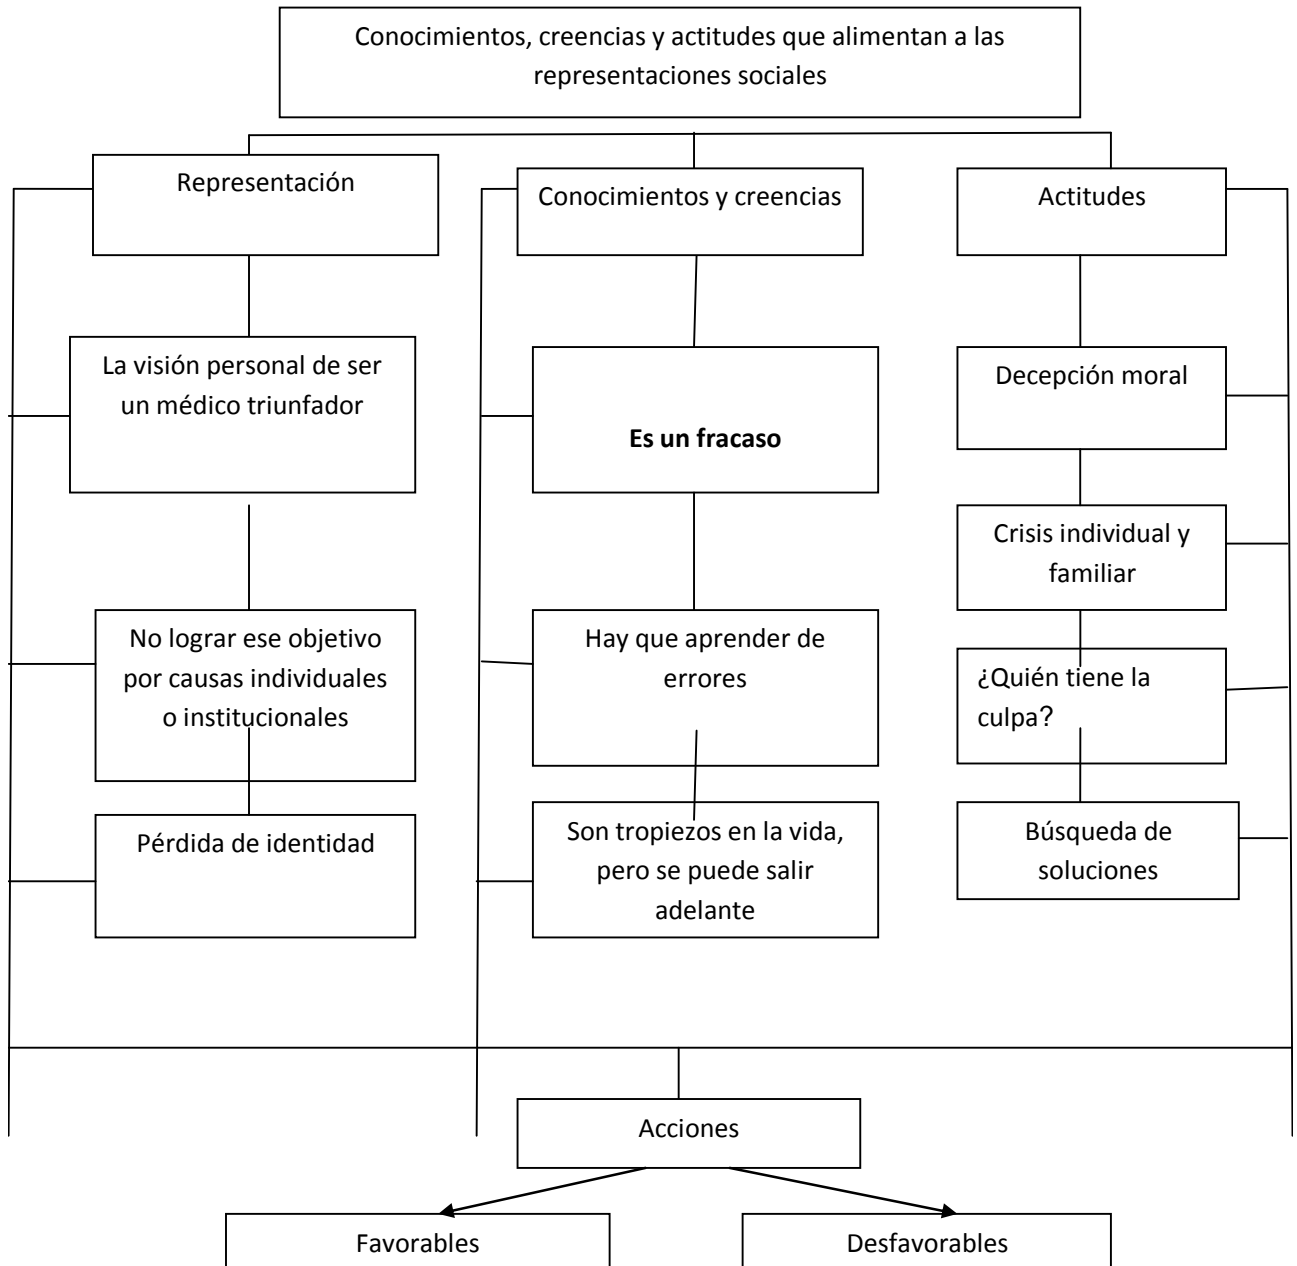 Conocimientos, creencias y actitudes que alimentan a las
representaciones sociales
Representación
Conocimientos y creencias
Actitudes
La visión personal de ser
un médico triunfador
Es un fracaso
Decepción moral
Crisis individual y
familiar
No lograr ese objetivo
por causas individuales
o institucionales
Hay que aprender de
errores
¿Quién tiene la
culpa?
Pérdida de identidad
Son tropiezos en la vida,
pero se puede salir
adelante
Búsqueda de
soluciones
Acciones
Favorables
Desfavorables